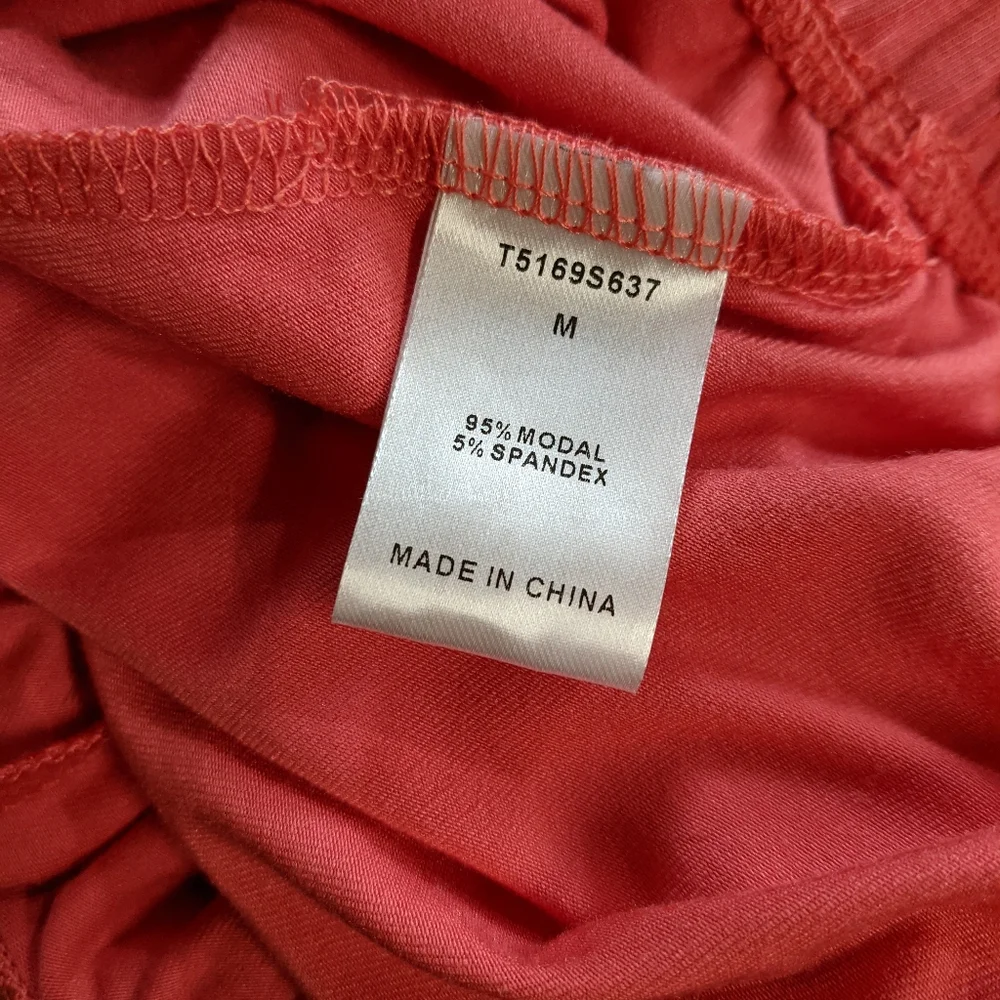 T5169S637
M
95% MODAL
5% SPANDEX
MADE IN CHINA